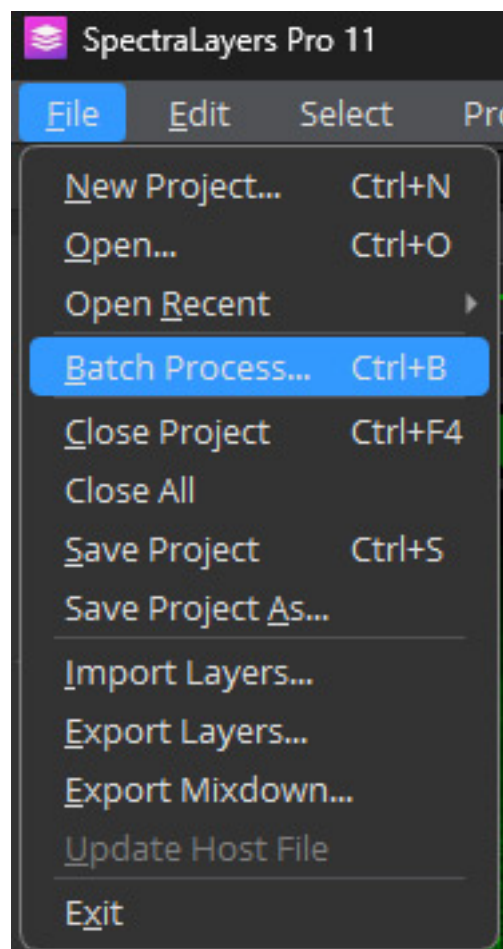 SpectraLayers Pro 11
File Edit Select
New Project... Ctrl+N
Open... Ctrl+O
Open Recent
Batch Process... Ctrl+B
Close Project Ctrl+F4
Close All
Save Project Ctrl+S
Save Project As...
Import Layers...
Export Layers...
Export Mixdown...
Update Host File
Exit